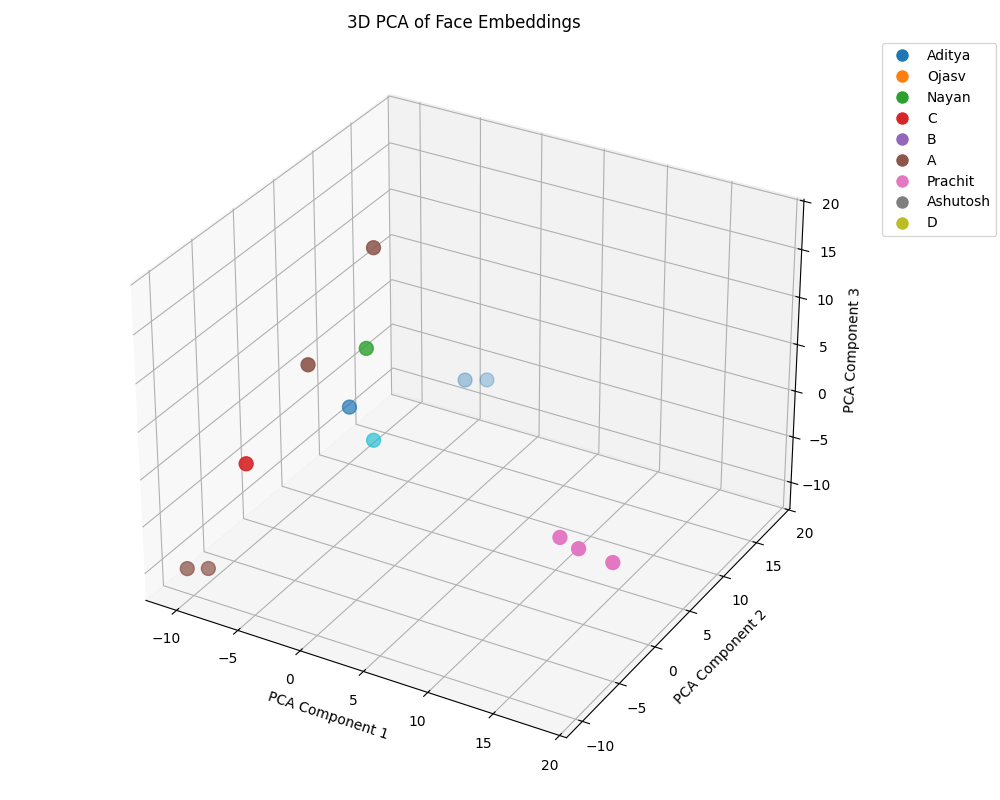 3D PCA of Face Embeddings
Aditya
Ojasv
Nayan
C
B
A
Prachit
Ashutosh
D
20
15
10
5
0
−5
−10
PCA Component 3
20
15
10
5
0
−5
−10
PCA Component 2
−10
−5
0
5
10
15
20
PCA Component 1